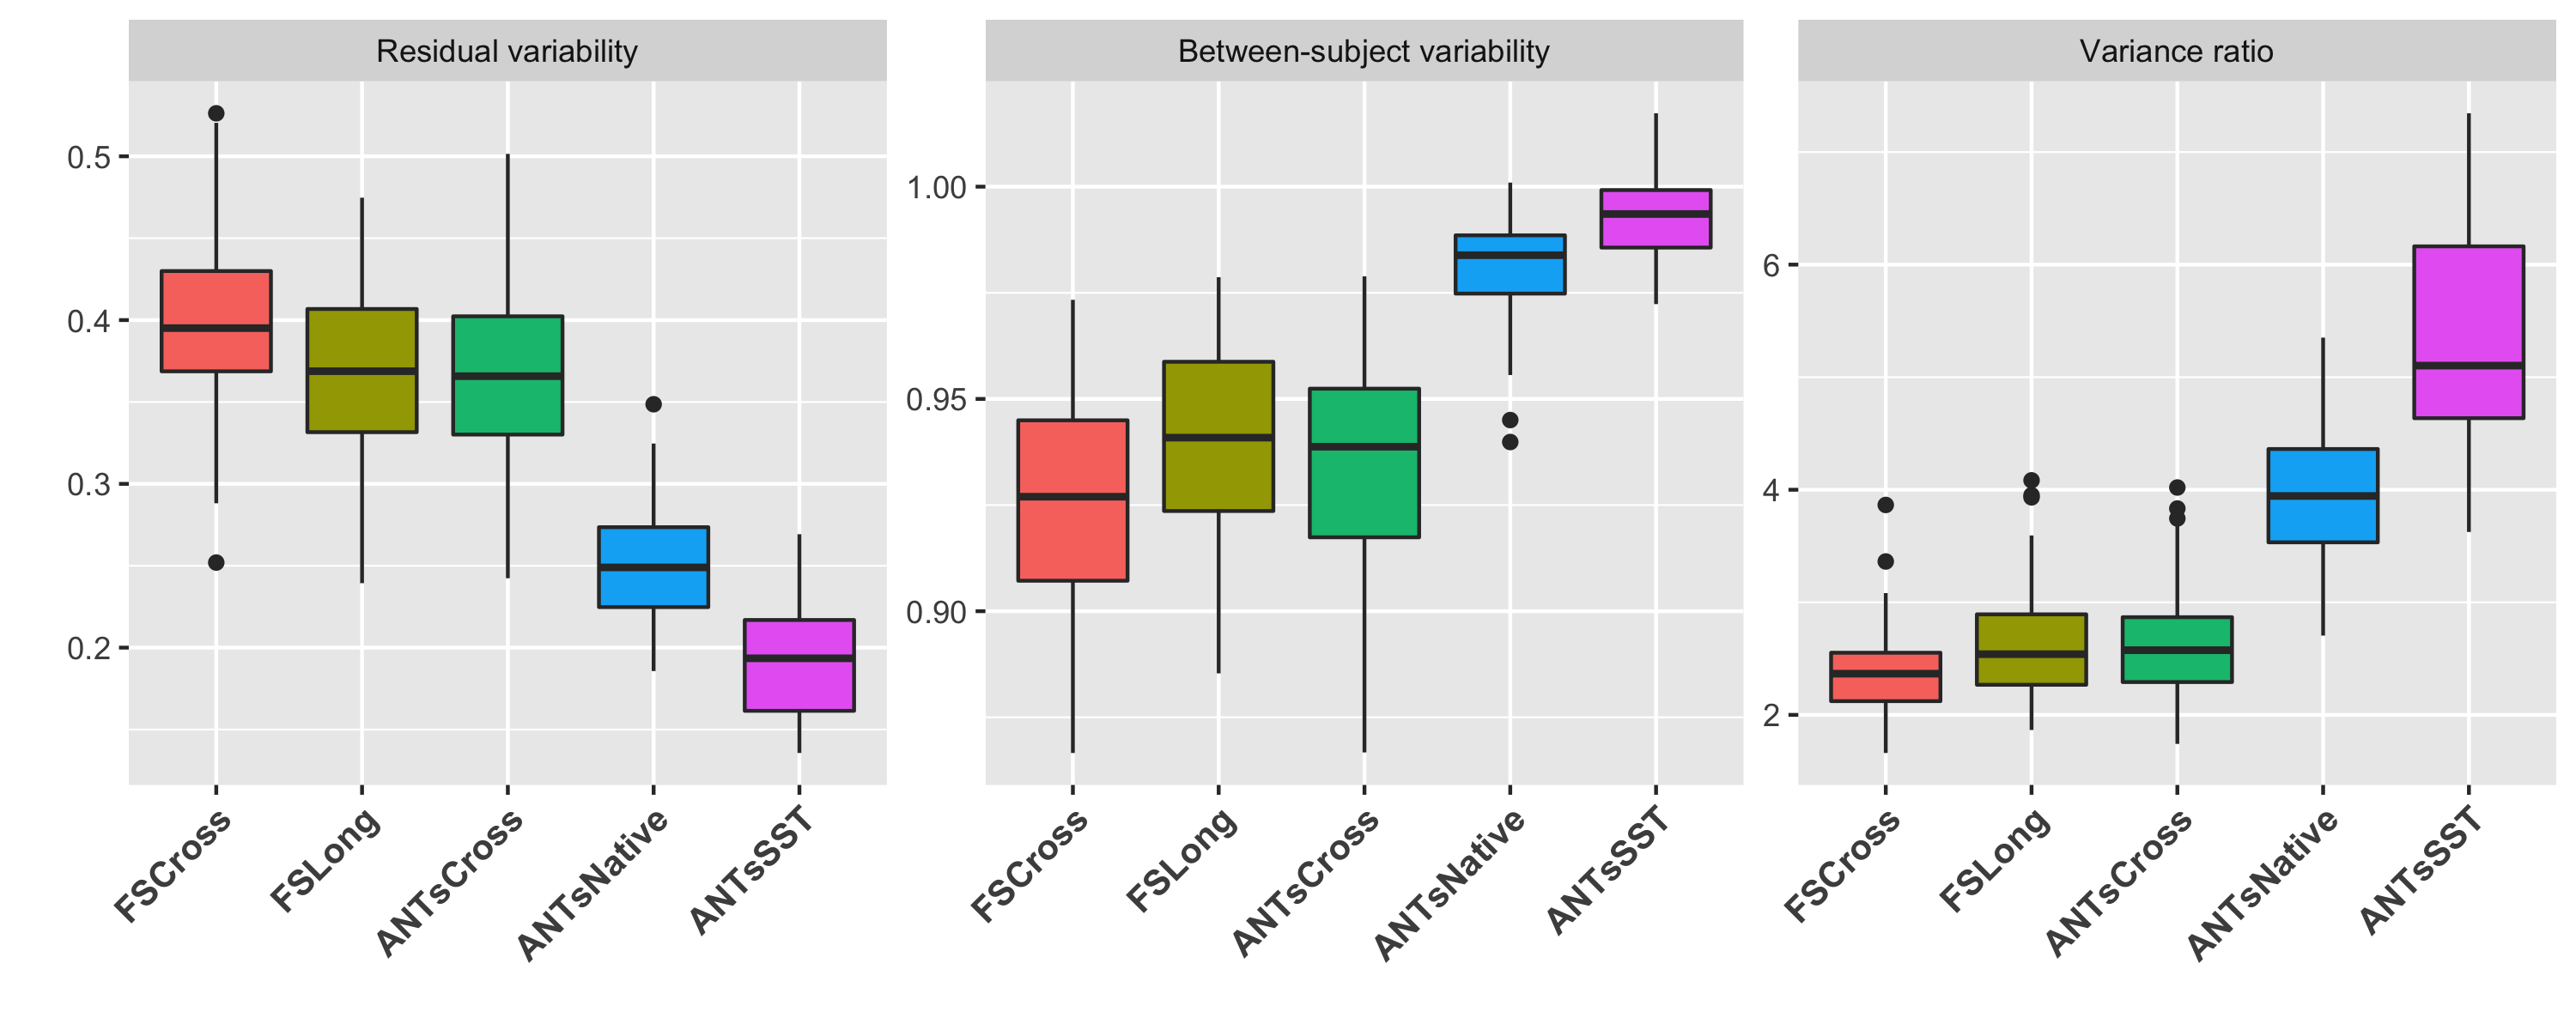 Residual variability
Between-subject variability
Variance ratio
0.5
0.4
0.3
0.2
1.00
0.95
0.90
6
4
2
FSCross
FSLong
ANTsCross
ANTsNative
ANTsSST
FSCross
FSLong
ANTsCross
ANTsNative
ANTsSST
FSCross
FSLong
ANTsCross
ANTsNative
ANTsSST